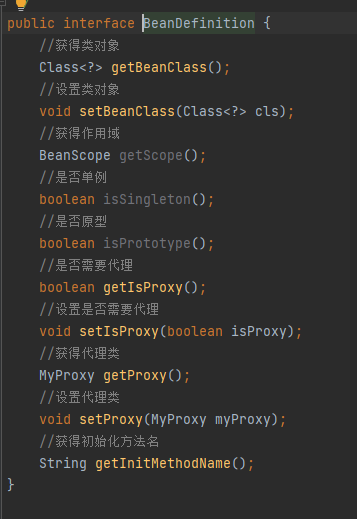 public interface BeanDefinition {
//获得类对象
Class<?> getBeanClass();
//设置类对象
void setBeanClass(Class<?> cls);
//获得作用域
BeanScope getScope();
//是否单例
boolean isSingleton();
//是否原型
boolean isPrototype();
//是否需要代理
boolean getIsProxy();
//设置是否需要代理
void setIsProxy(boolean isProxy);
//获得代理类
MyProxy getProxy();
//设置代理类
void setProxy(MyProxy myProxy);
//获得初始化方法名
String getInitMethodName();
}